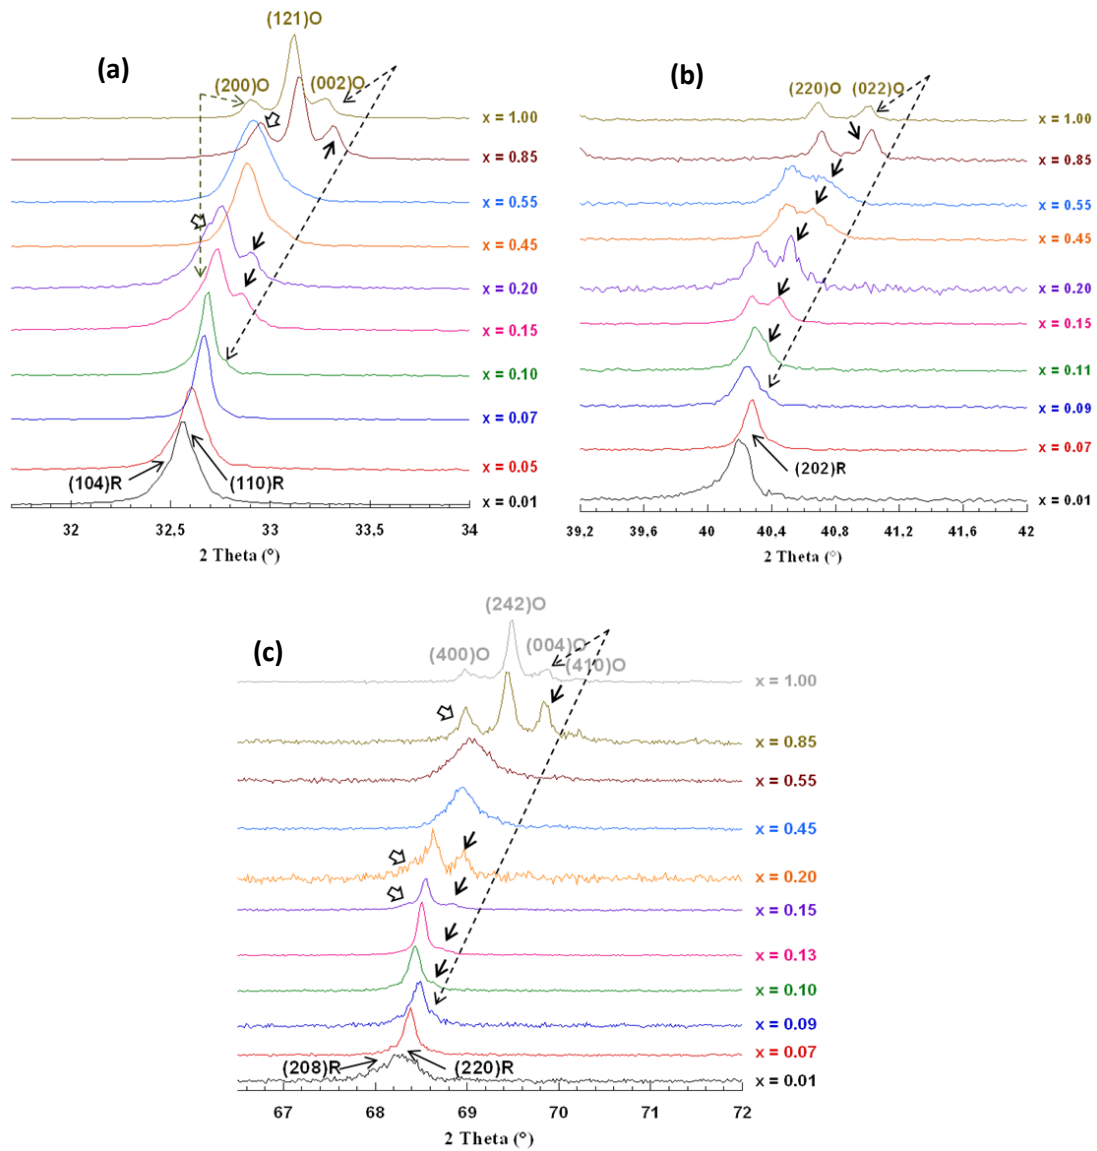 (a)
(121)O
(200)O
(002)O
x = 1.00
x = 0.85
x = 0.55
x = 0.45
x = 0.20
x = 0.15
x = 0.10
x = 0.07
x = 0.05
x = 0.01
(104)R
(110)R
32
32,5
33
33,5
34
2 Theta (°)
(b)
(220)O
(022)O
x = 1.00
x = 0.85
x = 0.55
x = 0.45
x = 0.20
x = 0.15
x = 0.11
x = 0.09
x = 0.07
x = 0.01
(202)R
39,2
39,6
40
40,4
40,8
41,2
41,6
42
2 Theta (°)
(c)
(242)O
(400)O
(004)O
(410)O
x = 1.00
x = 0.85
x = 0.55
x = 0.45
x = 0.20
x = 0.15
x = 0.13
x = 0.10
x = 0.09
x = 0.07
x = 0.01
(208)R
(220)R
67
68
69
70
71
72
2 Theta (°)